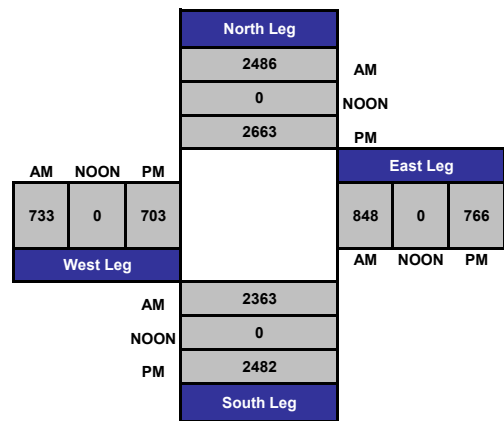 North Leg
2486 AM
0 NOON
2663 PM
AM NOON PM East Leg
733 0 703 848 0 766
West Leg AM NOON PM
AM 2363
NOON 0
PM 2482
South Leg